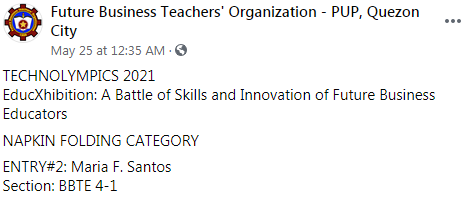 Future Business Teachers' Organization - PUP, Quezon
City
May 25 at 12:35 AM ·
TECHNOLYMPICS 2021
EducXhibition: A Battle of Skills and Innovation of Future Business
Educators
NAPKIN FOLDING CATEGORY
ENTRY#2: Maria F. Santos
Section: BBTE 4-1